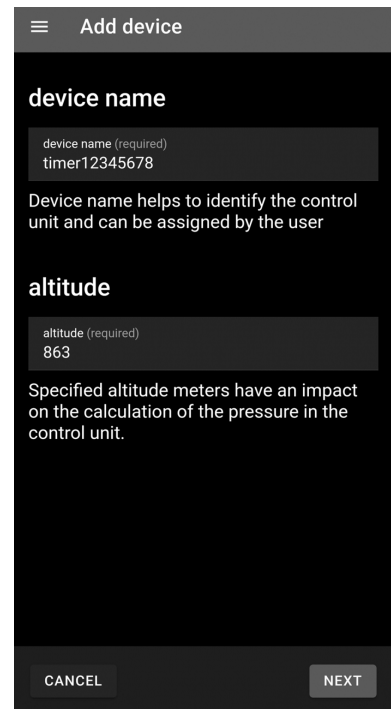 Add device
device name
device name (required)
timer12345678
Device name helps to identify the control
unit and can be assigned by the user
altitude
altitude (required)
863
Specified altitude meters have an impact
on the calculation of the pressure in the
control unit.
CANCEL
NEXT